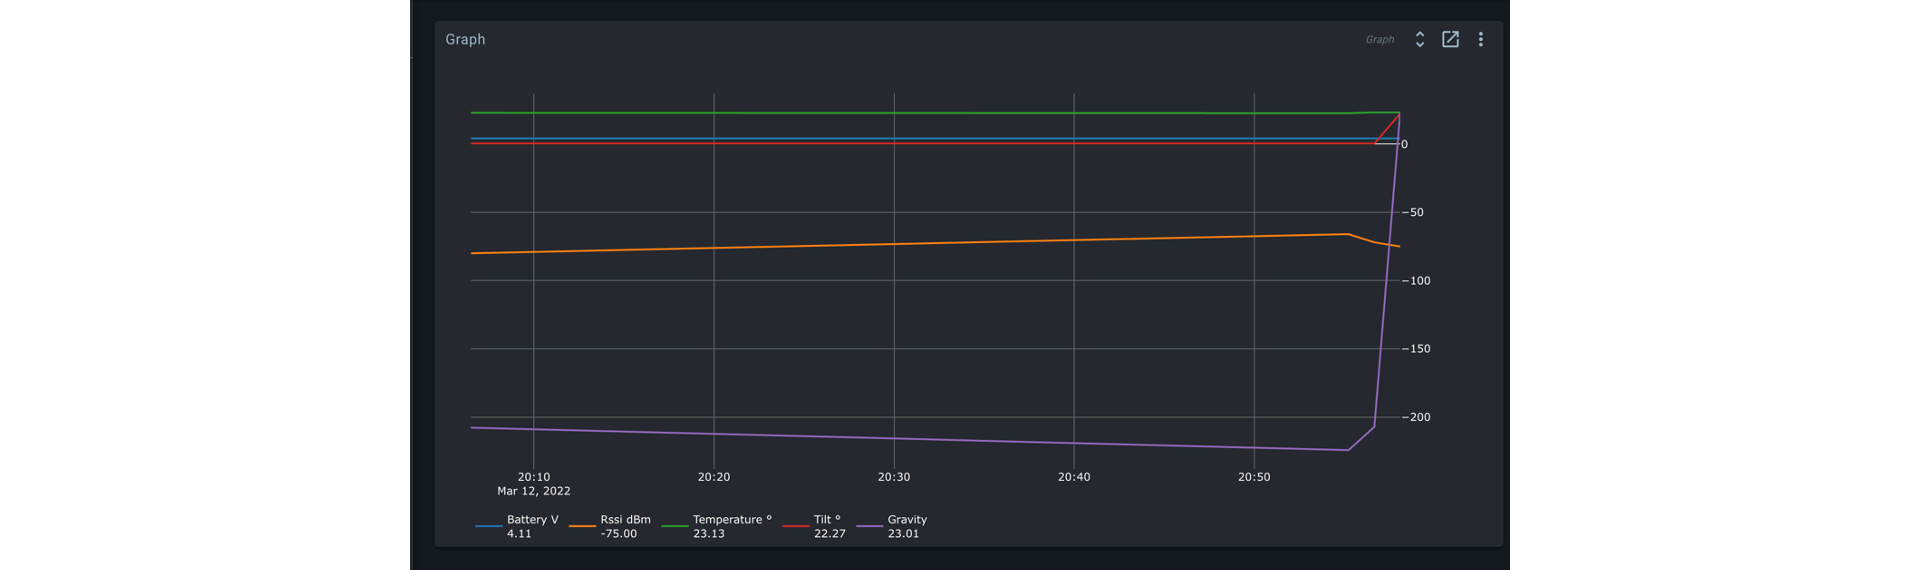 Graph
Graph
0
−50
−100
−150
−200
20:10 20:20 20:30 20:40 20:50
Mar 12, 2022
Battery V Rssi dBm Temperature ° Tilt ° Gravity
4.11 -75.00 23.13 22.27 23.01